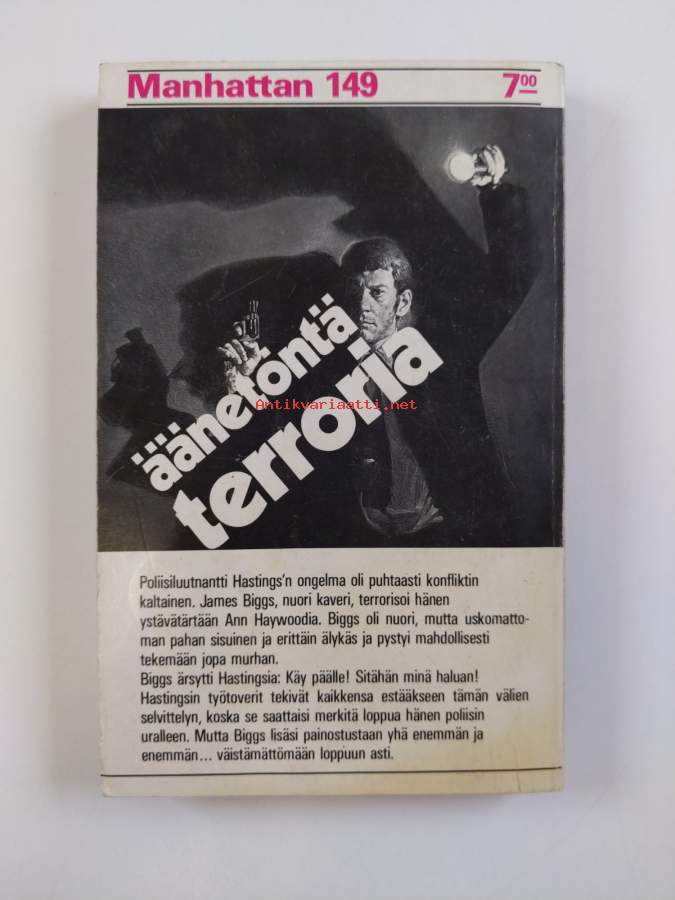 Manhattan 149 7.00
äänetöntä
terroria
Antikvariaatti.net
Poliisiluutnantti Hastings'n ongelma oli puhtaasti konfliktin
kaltainen. James Biggs, nuori kaveri, terrorisoi hänen
ystävätärtään Ann Haywoodia. Biggs oli nuori, mutta uskomatto-
man pahan sisuinen ja erittäin älykäs ja pystyi mahdollisesti
tekemään jopa murhan.
Biggs ärsytti Hastingsia: Käy päälle! Sitähän minä haluan!
Hastingsin työtoverit tekivät kaikkensa estääkseen tämän välien
selvittelyn, koska se saattaisi merkitä loppua hänen poliisin
uralleen. Mutta Biggs lisäsi painostustaan yhä enemmän ja
enemmän... väistämättömään loppuun asti.